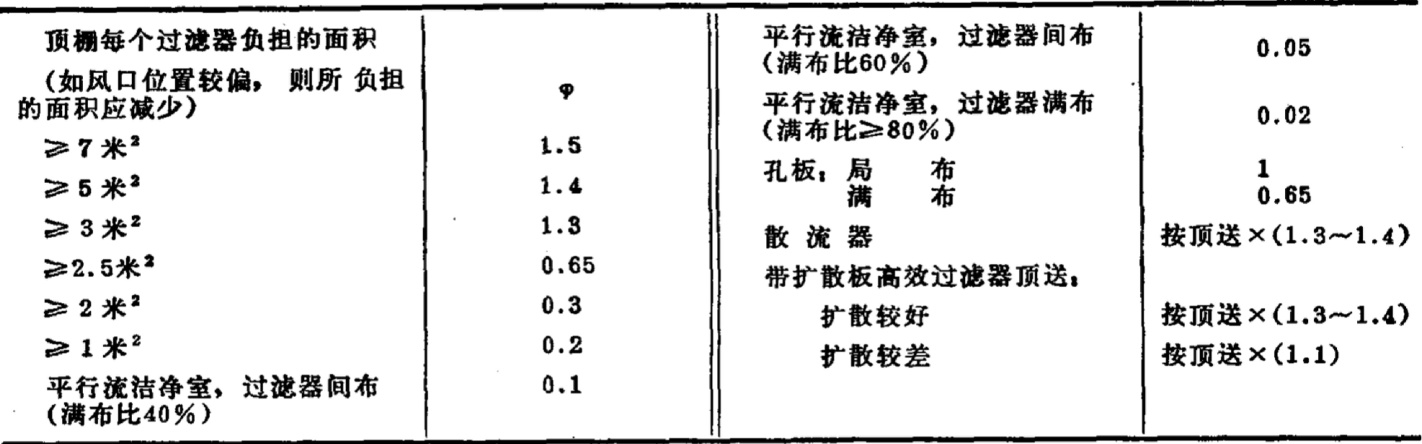 顶棚每个过滤器负担的面积
(如风口位置较偏，则所 负担
的面积应减少) φ
≥7米² 1.5
≥5米² 1.4
≥3米² 1.3
≥2.5米² 0.65
≥2米² 0.3
≥1米² 0.2
平行流洁净室，过滤器间布 0.1
(满布比40%)
平行流洁净室，过滤器间布 0.05
(满布比60%)
平行流洁净室，过滤器满布 0.02
(满布比≥80%)
孔板：局 布 1
满 布 0.65
散 流 器 按顶送×(1.3～1.4)
带扩散板高效过滤器顶送：
扩散较好 按顶送×(1.3～1.4)
扩散较差 按顶送×(1.1)